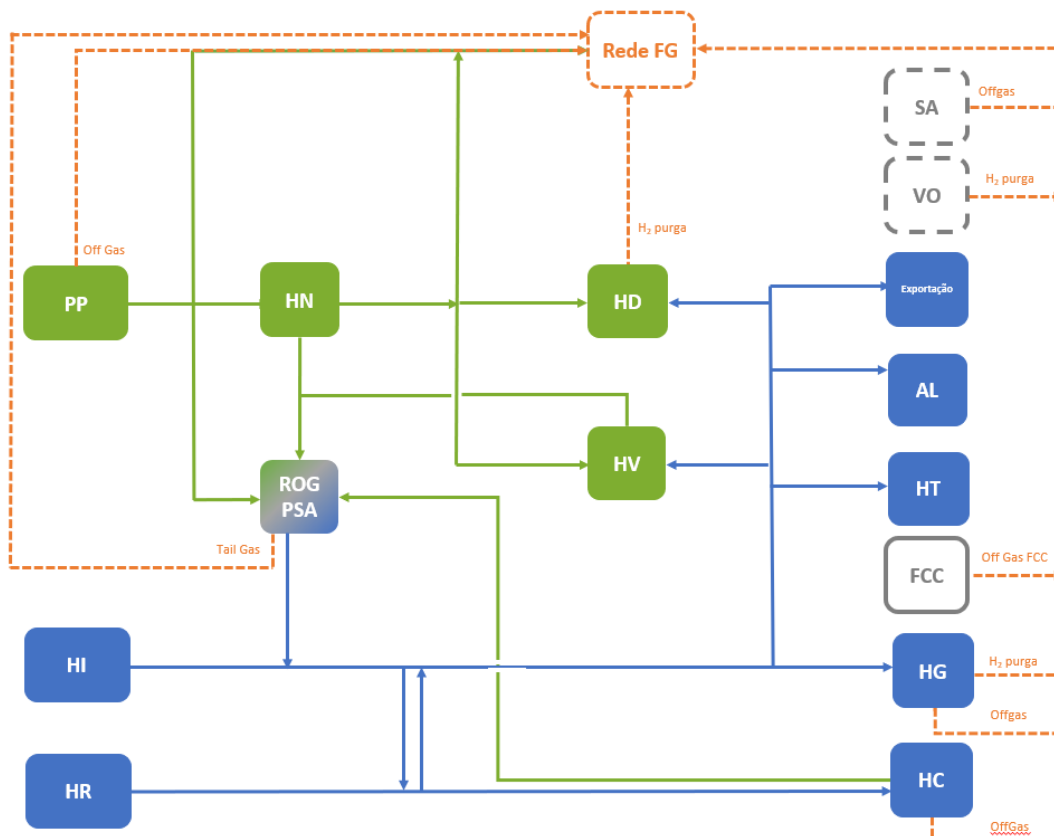 Rede FG
Offgas
SA
H₂ purga
VO
Off Gas
H₂ purga
PP
HN
HD
Exportação
AL
HV
ROG
PSA
HT
Tail Gas
Off Gas FCC
FCC
HI
H₂ purga
HG
Offgas
HR
HC
OffGas